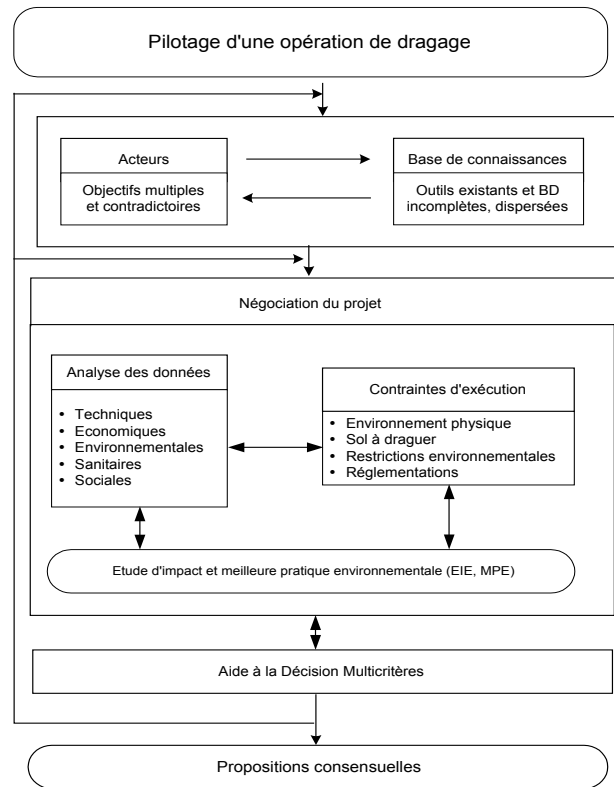 Pilotage d'une opération de dragage
Acteurs
Objectifs multiples
et contradictoires
Base de connaissances
Outils existants et BD
incomplètes, dispersées
Négociation du projet
Analyse des données
• Techniques
• Economiques
• Environnementales
• Sanitaires
• Sociales
Contraintes d'exécution
• Environnement physique
• Sol à draguer
• Restrictions environnementales
• Réglementations
Etude d'impact et meilleure pratique environnementale (EIE, MPE)
Aide à la Décision Multicritères
Propositions consensuelles